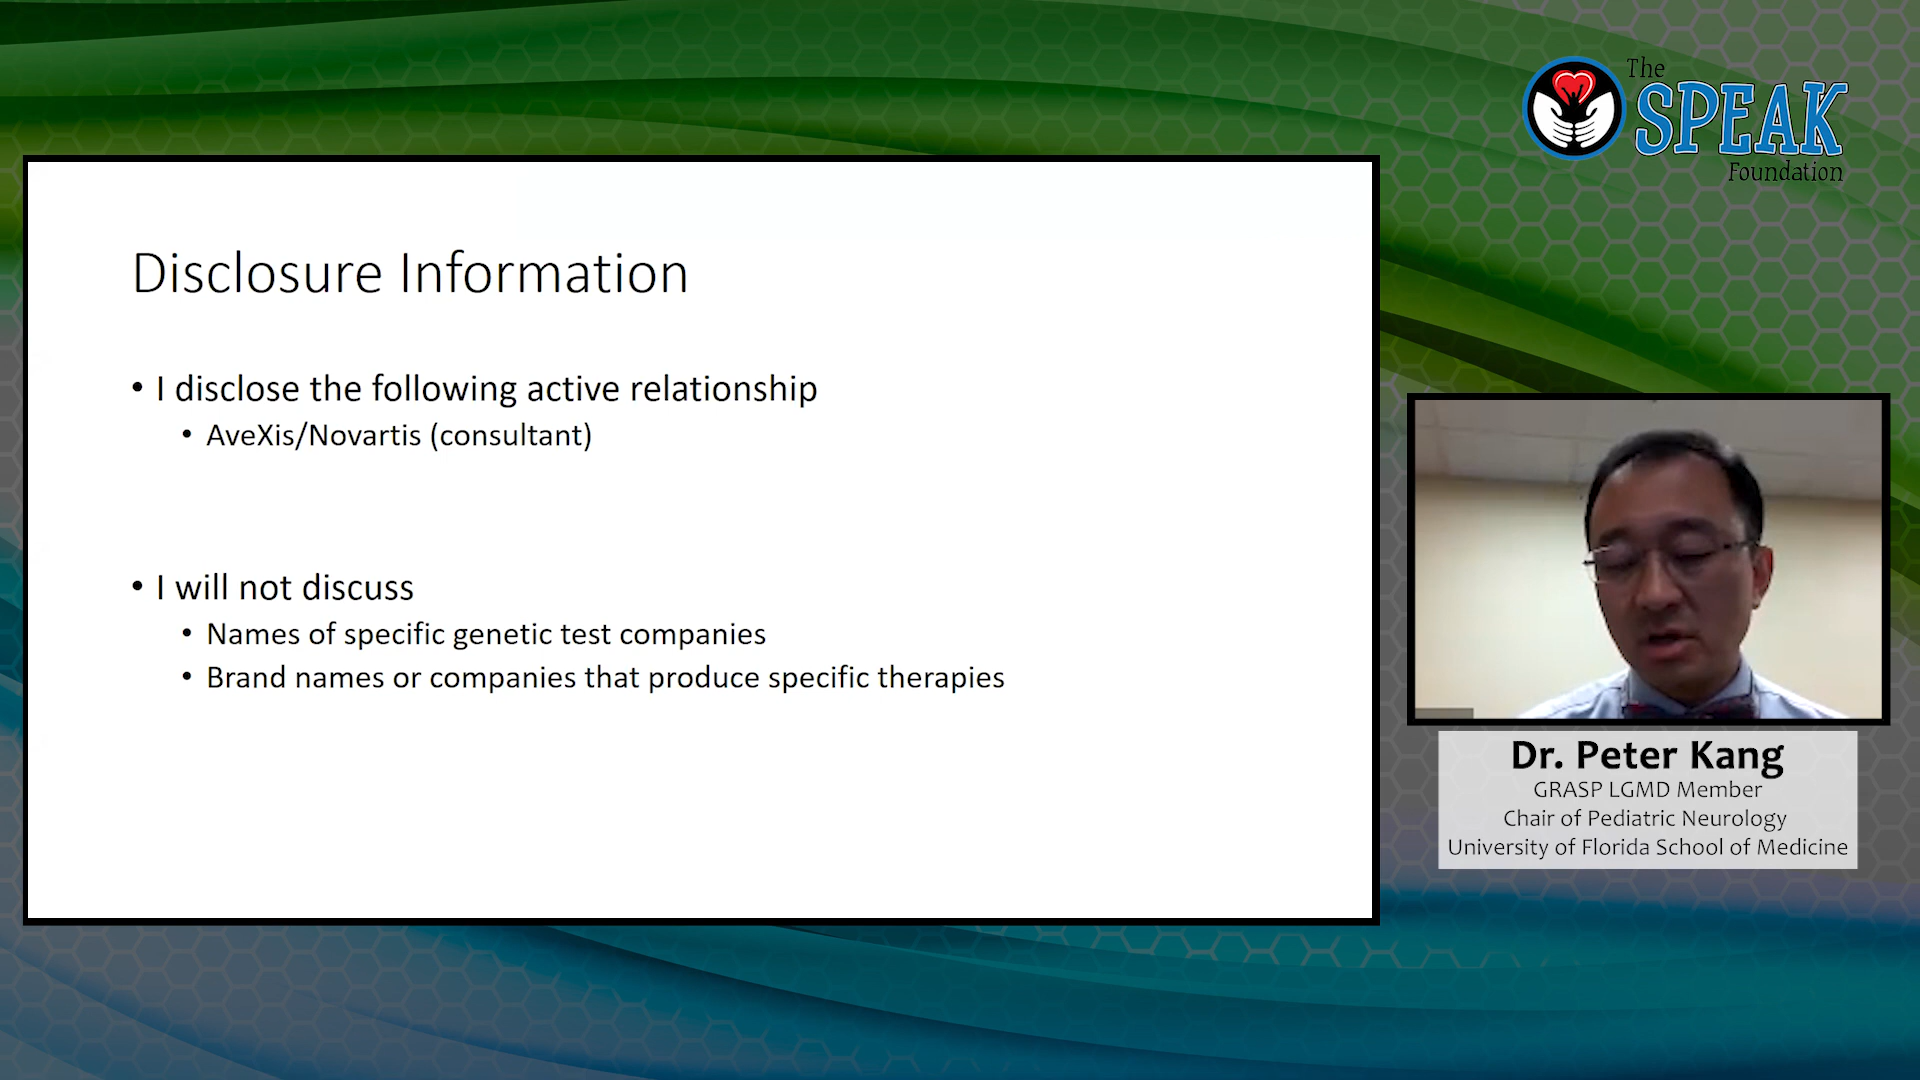 The
SPEAK
Foundation
Disclosure Information
• I disclose the following active relationship
• AveXis/Novartis (consultant)
• I will not discuss
• Names of specific genetic test companies
• Brand names or companies that produce specific therapies
Dr. Peter Kang
GRASP LGMD Member
Chair of Pediatric Neurology
University of Florida School of Medicine